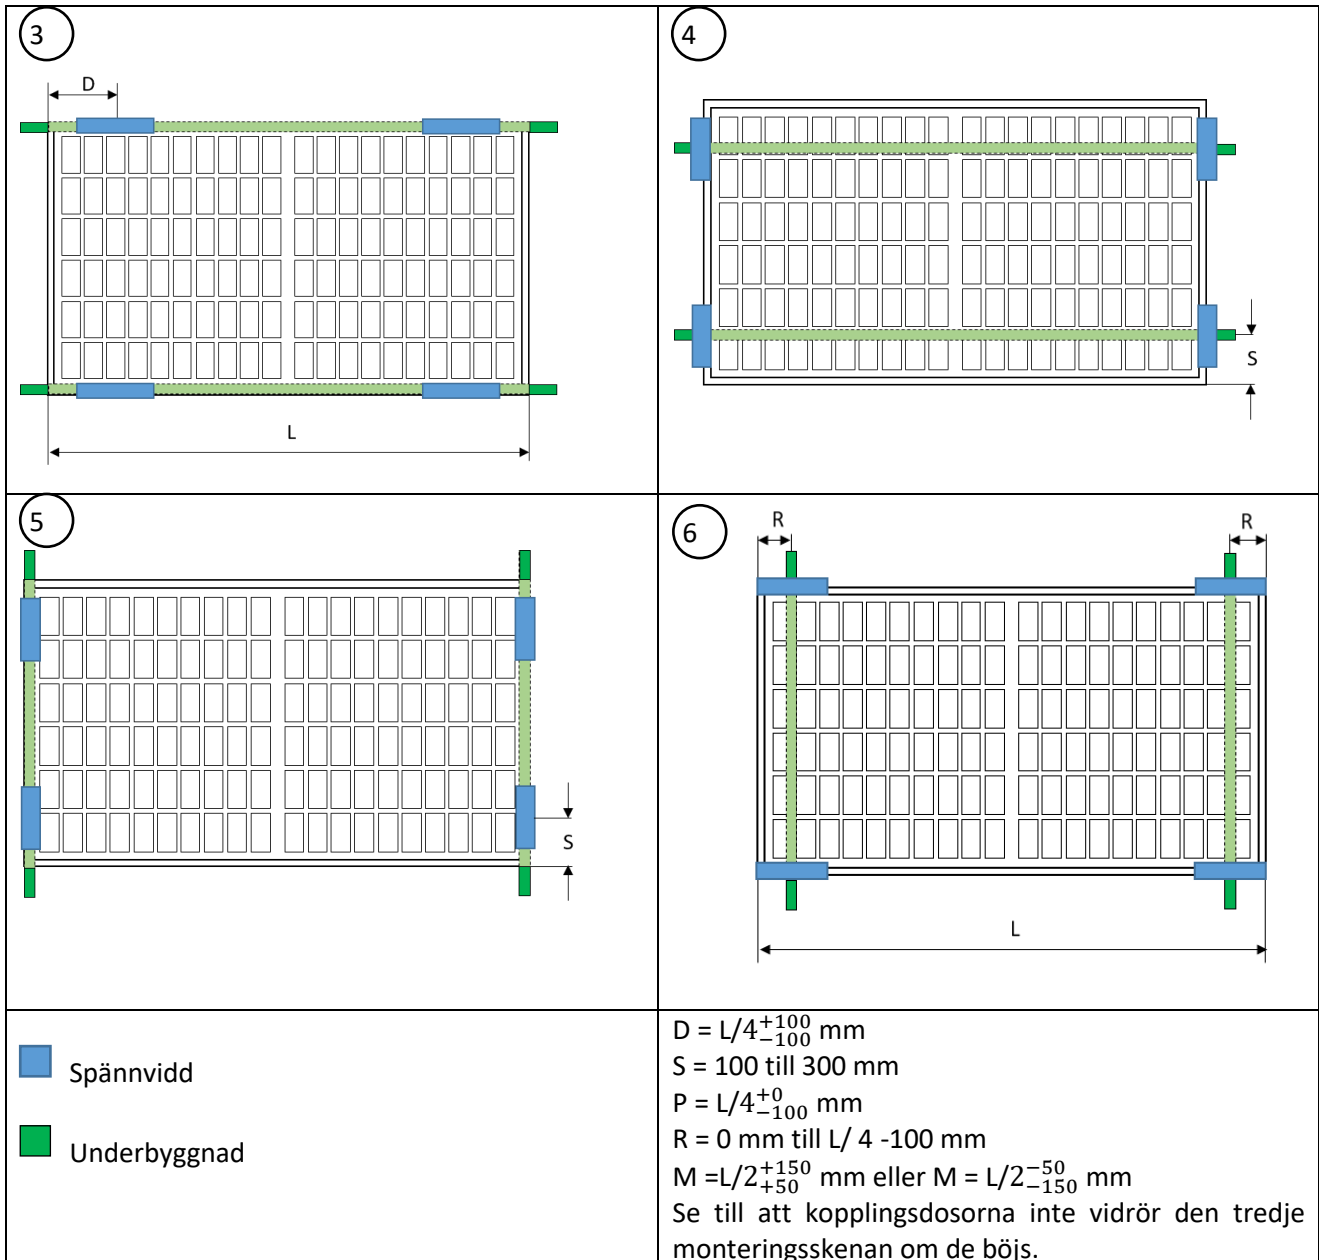 3
D
L
4
S
5
S
6
R R
L
Spännvidd
Underbyggnad
D = L/4 +100 −100 mm
S = 100 till 300 mm
P = L/4 +0 −100 mm
R = 0 mm till L/ 4 -100 mm
M =L/2 +150 +50 mm eller M = L/2 −50 −150 mm
Se till att kopplingsdosorna inte vidrör den tredje
monteringsskenan om de böjs.